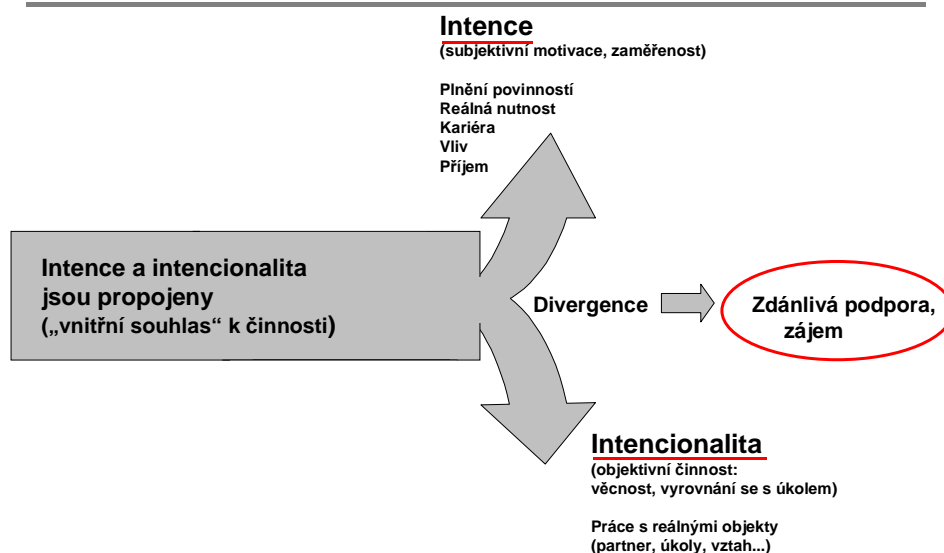 Intence
(subjektivní motivace, zaměřenost)
Plnění povinností
Reálná nutnost
Kariéra
Vliv
Příjem
Intence a intencionalita
jsou propojeny
(„vnitřní souhlas“ k činnosti)
Divergence
Zdánlivá podpora,
zájem
Intencionalita
(objektivní činnost:
věcnost, vyrovnání se s úkolem)
Práce s reálnými objekty
(partner, úkoly, vztah...)